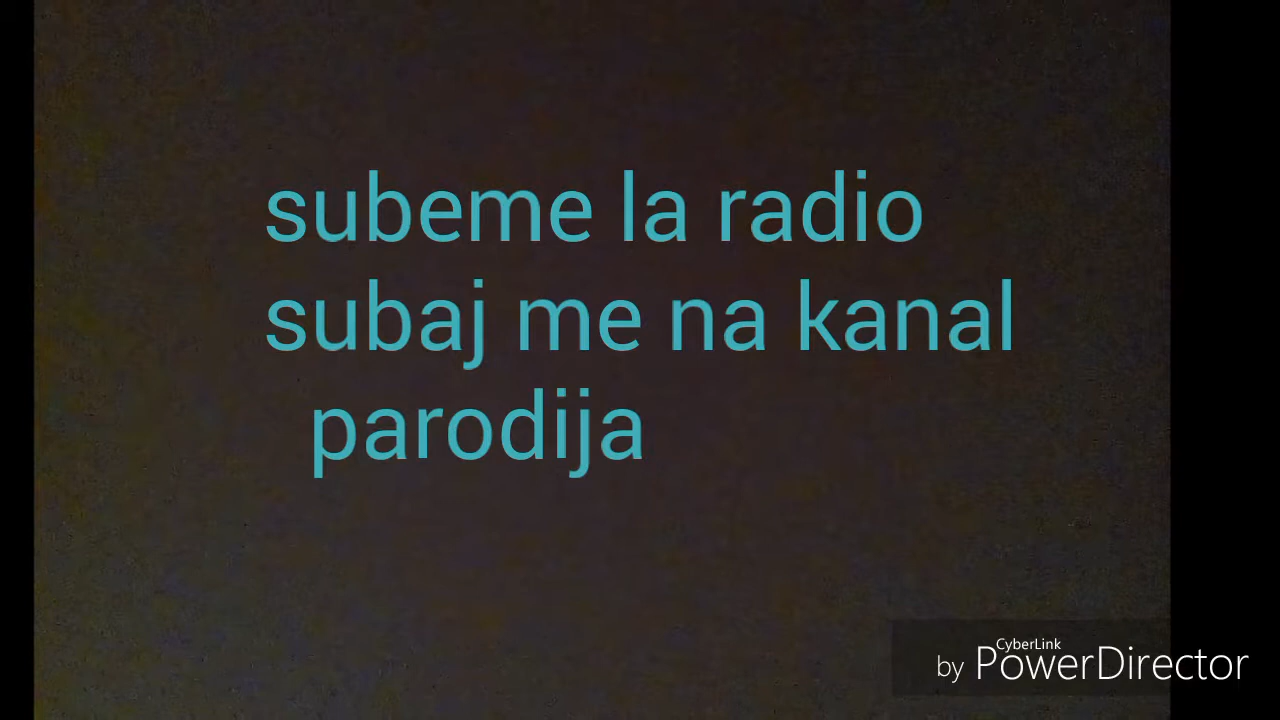 subeme la radio
subaj me na kanal
parodija
CyberLink
by PowerDirector